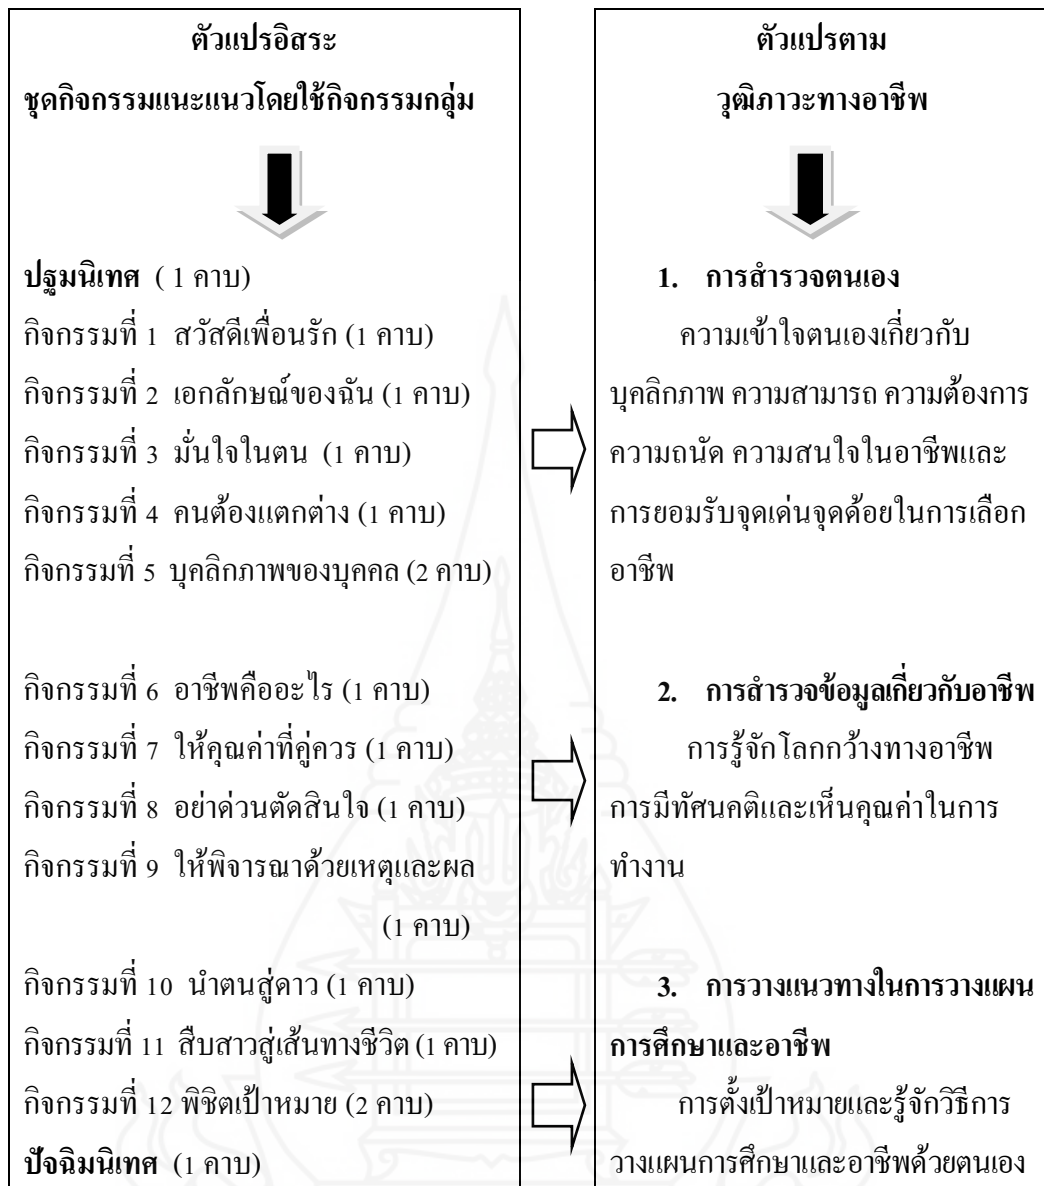 ตัวแปรอิสระ
ชุดกิจกรรมแนะแนวโดยใช้กิจกรรมกลุ่ม
ปฐมนิเทศ ( 1 คาบ)
กิจกรรมที่ 1 สวัสดีเพื่อนรัก (1 คาบ)
กิจกรรมที่ 2 เอกลักษณ์ของฉัน (1 คาบ)
กิจกรรมที่ 3 มั่นใจในตน (1 คาบ)
กิจกรรมที่ 4 คนต้องแตกต่าง (1 คาบ)
กิจกรรมที่ 5 บุคลิกภาพของบุคคล (2 คาบ)
กิจกรรมที่ 6 อาชีพคืออะไร (1 คาบ)
กิจกรรมที่ 7 ให้คุณค่าที่คู่ควร (1 คาบ)
กิจกรรมที่ 8 อย่าด่วนตัดสินใจ (1 คาบ)
กิจกรรมที่ 9 ให้พิจารณาด้วยเหตุและผล
(1 คาบ)
กิจกรรมที่ 10 นำตนสู่ดาว (1 คาบ)
กิจกรรมที่ 11 สืบสาวสู่เส้นทางชีวิต (1 คาบ)
กิจกรรมที่ 12 พิชิตเป้าหมาย (2 คาบ)
ปัจฉิมนิเทศ (1 คาบ)
ตัวแปรตาม
วุฒิภาวะทางอาชีพ
1. การสำรวจตนเอง
ความเข้าใจตนเองเกี่ยวกับ
บุคลิกภาพ ความสามารถ ความต้องการ
ความถนัด ความสนใจในอาชีพและ
การยอมรับจุดเด่นจุดด้อยในการเลือก
อาชีพ
2. การสำรวจข้อมูลเกี่ยวกับอาชีพ
การรู้จักโลกกว้างทางอาชีพ
การมีทัศนคติและเห็นคุณค่าในการ
ทำงาน
3. การวางแนวทางในการวางแผน
การศึกษาและอาชีพ
การตั้งเป้าหมายและรู้จักวิธีการ
วางแผนการศึกษาและอาชีพด้วยตนเอง